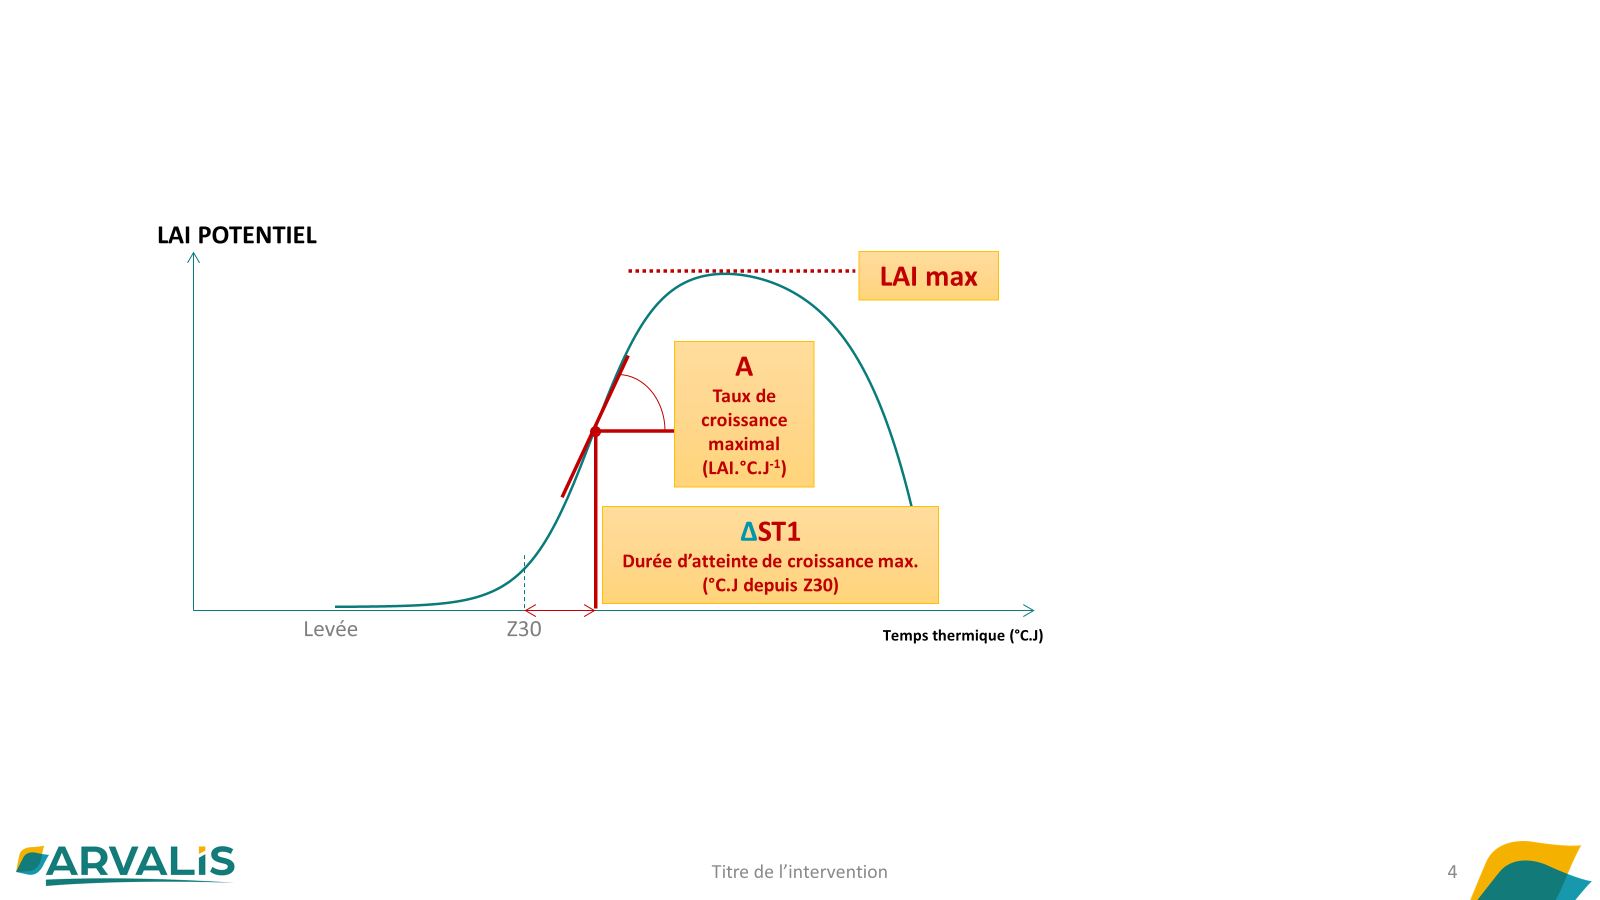 LAI POTENTIEL
LAI max
A
Taux de
croissance
maximal
(LAI.°C.J-1)
ΔST1
Durée d’atteinte de croissance max.
(°C.J depuis Z30)
Levée
Z30
Temps thermique (°C.J)
ARVALiS
Titre de l’intervention
4